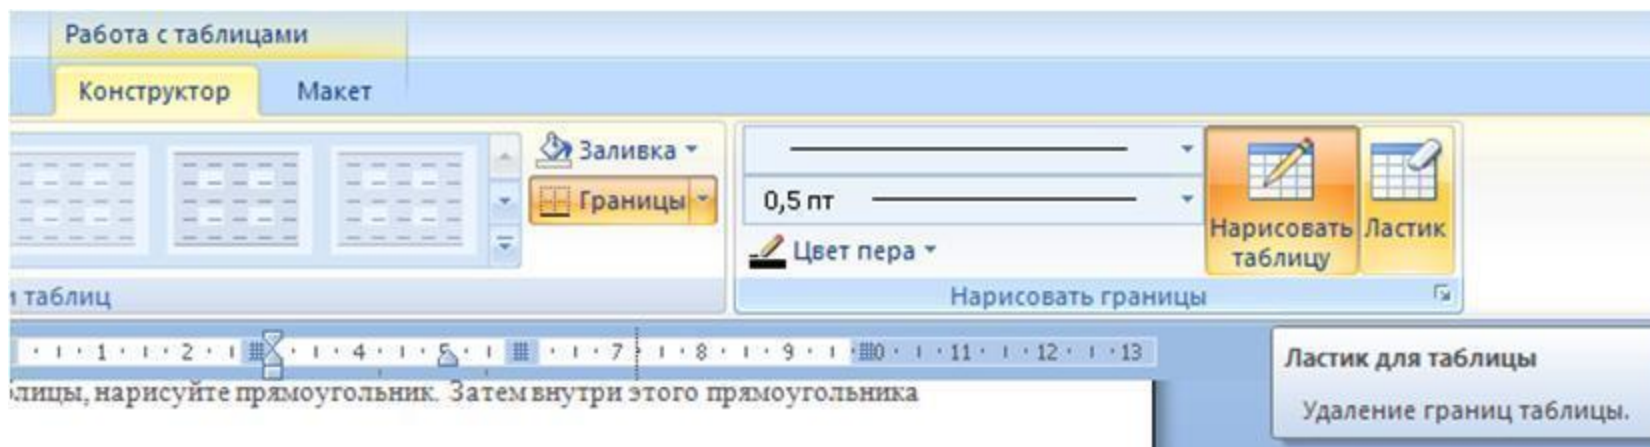 Работа с таблицами
Конструктор Макет
Заливка
Границы
0,5 пт
Цвет пера
Нарисовать таблицу
Ластик
таблиц
Нарисовать границы
1 2 4 5 7 8 9 10 11 12 13
Ластик для таблицы
Удаление границ таблицы.
нарисуйте прямоугольник. Затем внутри этого прямоугольника